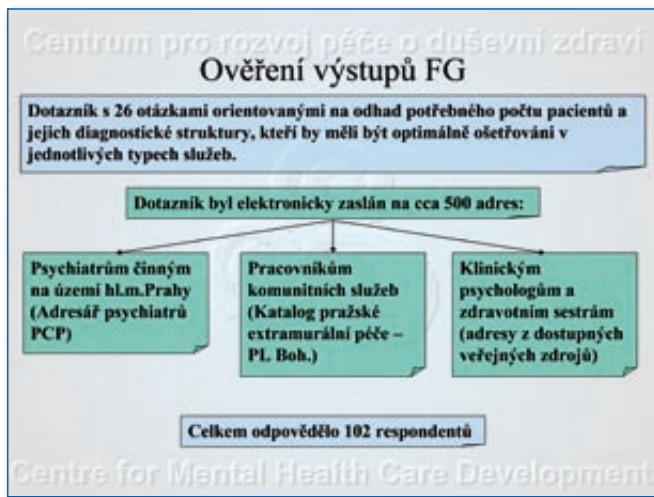 Centrum pro rozvoj péče o duševní zdraví
Ověření výstupů FG
Dotazník s 26 otázkami orientovanými na odhad potřebného počtu pacientů a
jejich diagnostické struktury, kteří by měli být optimálně ošetřováni v
jednotlivých typech služeb.
Dotazník byl elektronicky zaslán na cca 500 adres:
Psychiatrům činným
na území hl.m.Prahy
(Adresář psychiatrů
PCP)
Pracovníkům
komunitních služeb
(Katalog pražské
extramurální péče –
PL Boh.)
Klinickým
psychologům a
zdravotním sestrám
(adresy z dostupných
veřejných zdrojů)
Celkem odpovědělo 102 respondentů
Centre for Mental Health Care Development